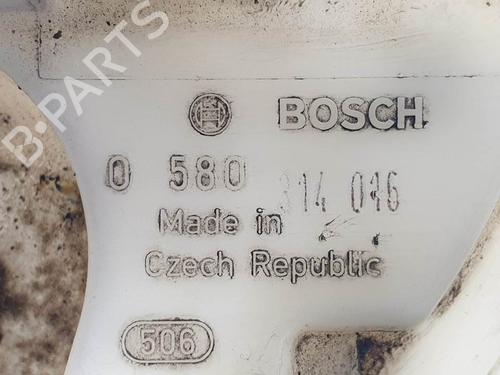 B-PARTS
BOSCH
0 580 314 016
Made in
Czech Republic
506